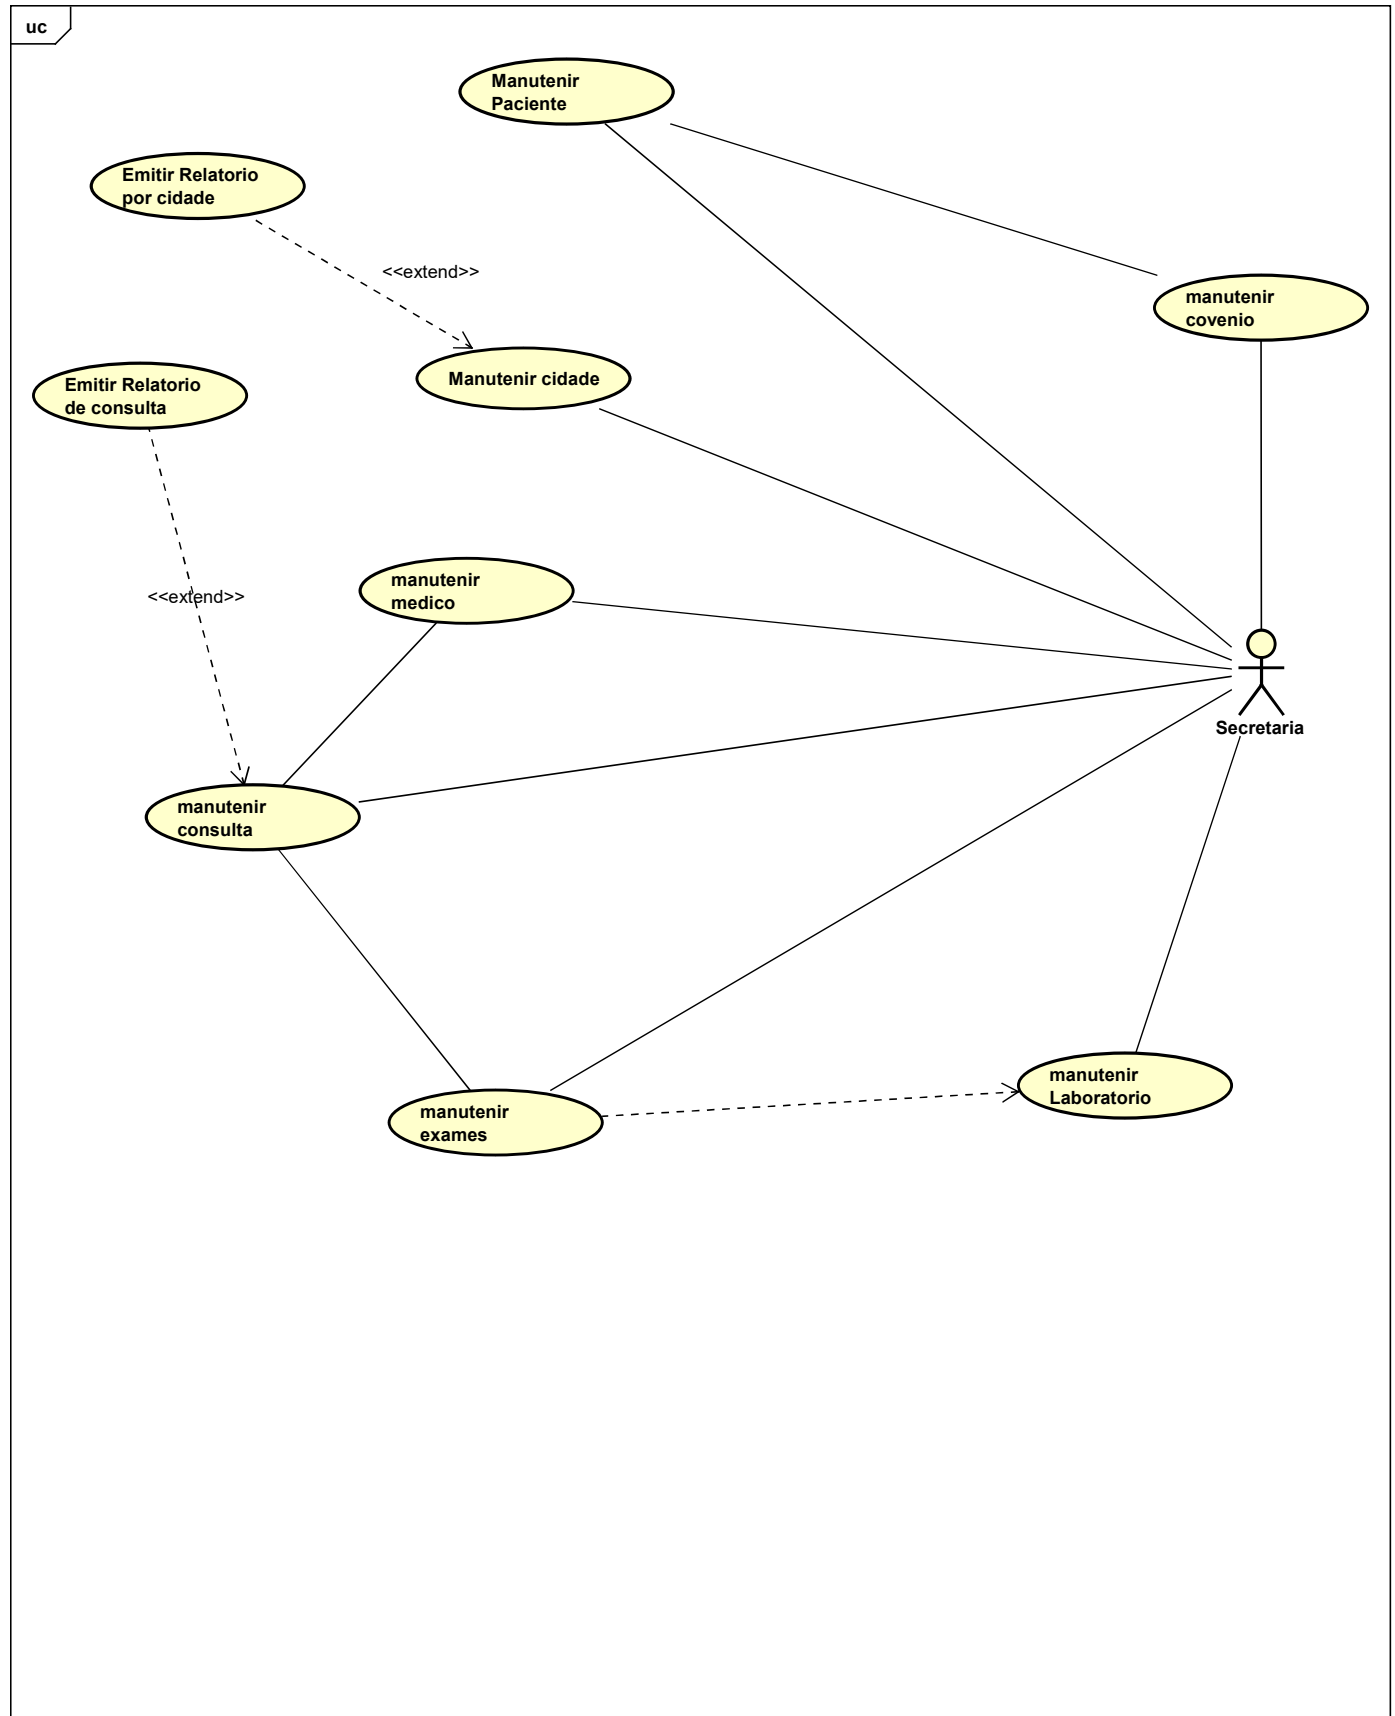 uc
Manutenir
Paciente
Emitir Relatorio
por cidade
<<extend>>
manutenir
covenio
Manutenir cidade
Emitir Relatorio
de consulta
manutenir
medico
<<extend>>
Secretaria
manutenir
consulta
manutenir
Laboratorio
manutenir
exames